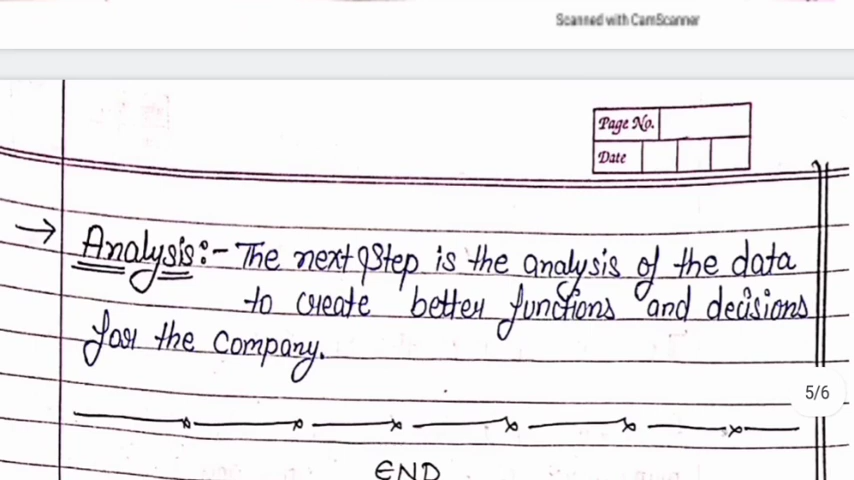 Scanned with CamScanner
Page No.
Date
→ Analysis:- The next step is the analysis of the data
to create better functions and decisions
for the company.
5/6
END